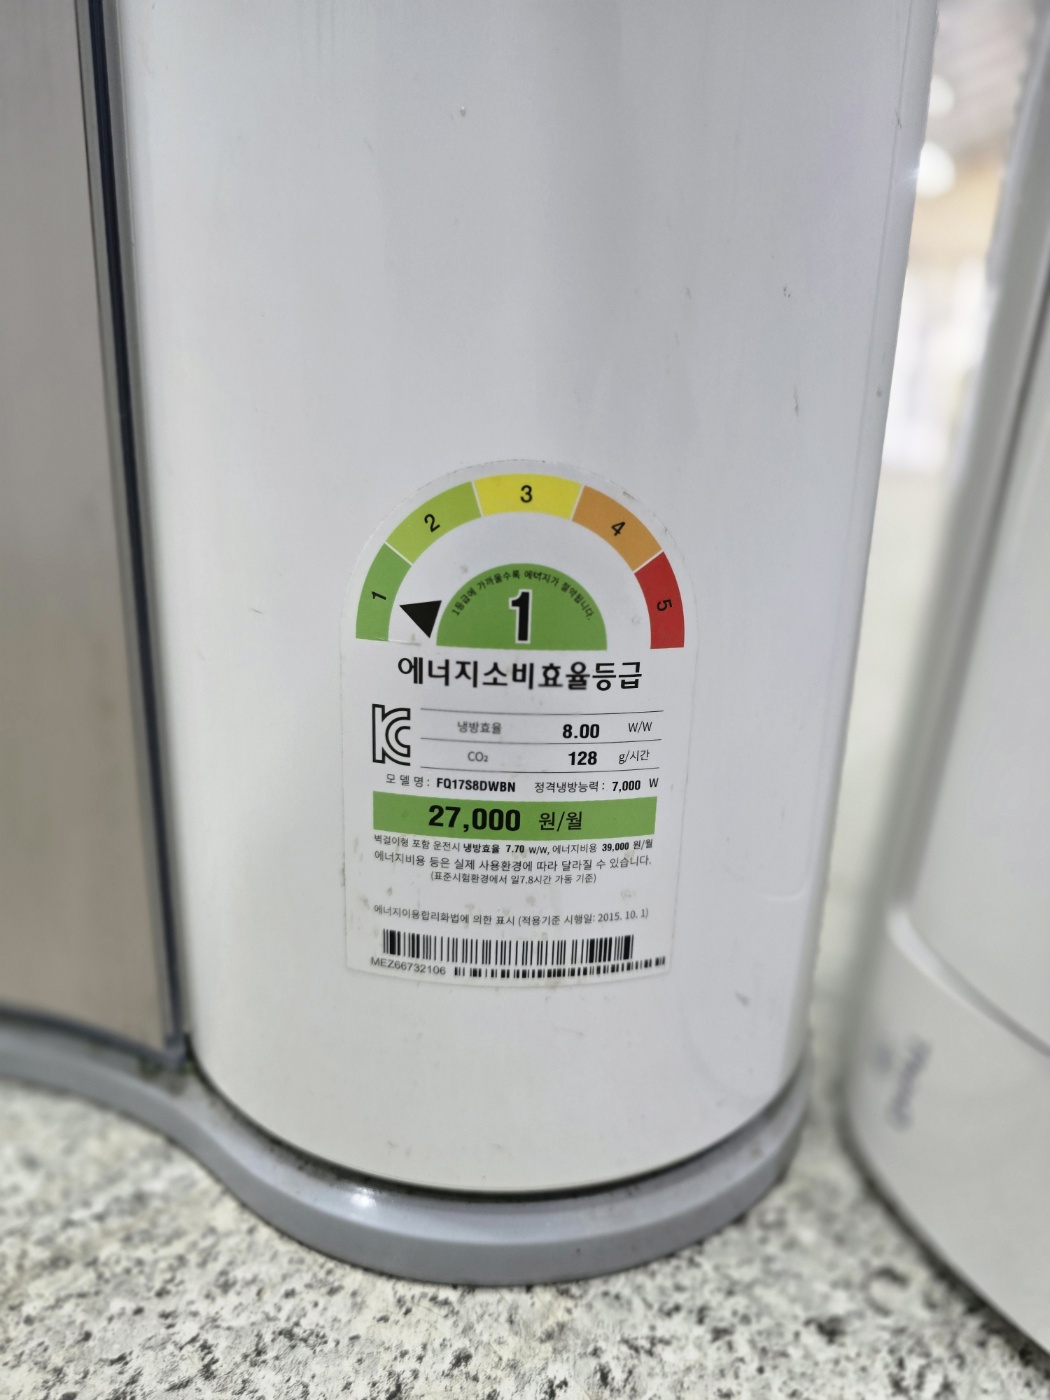 3
2
4
1
5
1등급에 가까울수록 에너지가 절약됩니다.
1
에너지소비효율등급
냉방효율 8.00 W/W
CO₂ 128 g/시간
모 델 명 : FQ17S8DWBN 정격냉방능력 : 7,000 W
27,000 원/월
벽걸이형 포함 운전시 냉방효율 7.70 W/W, 에너지비용 39,000 원/월
에너지비용 등은 실제 사용환경에 따라 달라질 수 있습니다.
(표준시험환경에서 일7.8시간 가동 기준)
에너지이용합리화법에 의한 표시 (적용기준 시행일: 2015. 10. 1)
MEZ66732106